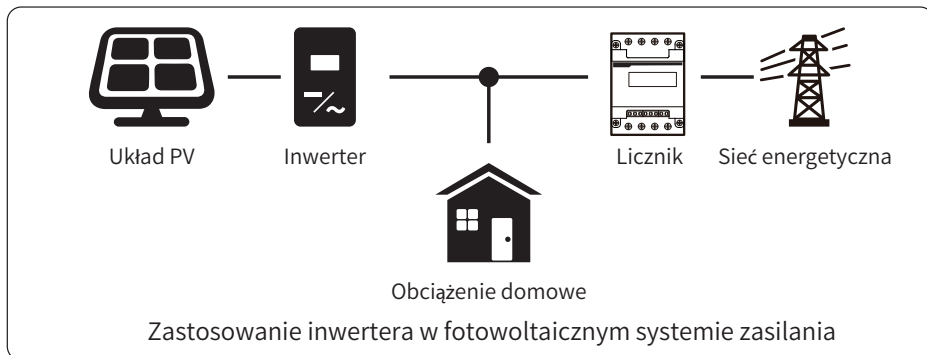 Układ PV
Inwerter
Licznik
Sieć energetyczna
Obciążenie domowe
Zastosowanie inwertera w fotowoltaicznym systemie zasilania